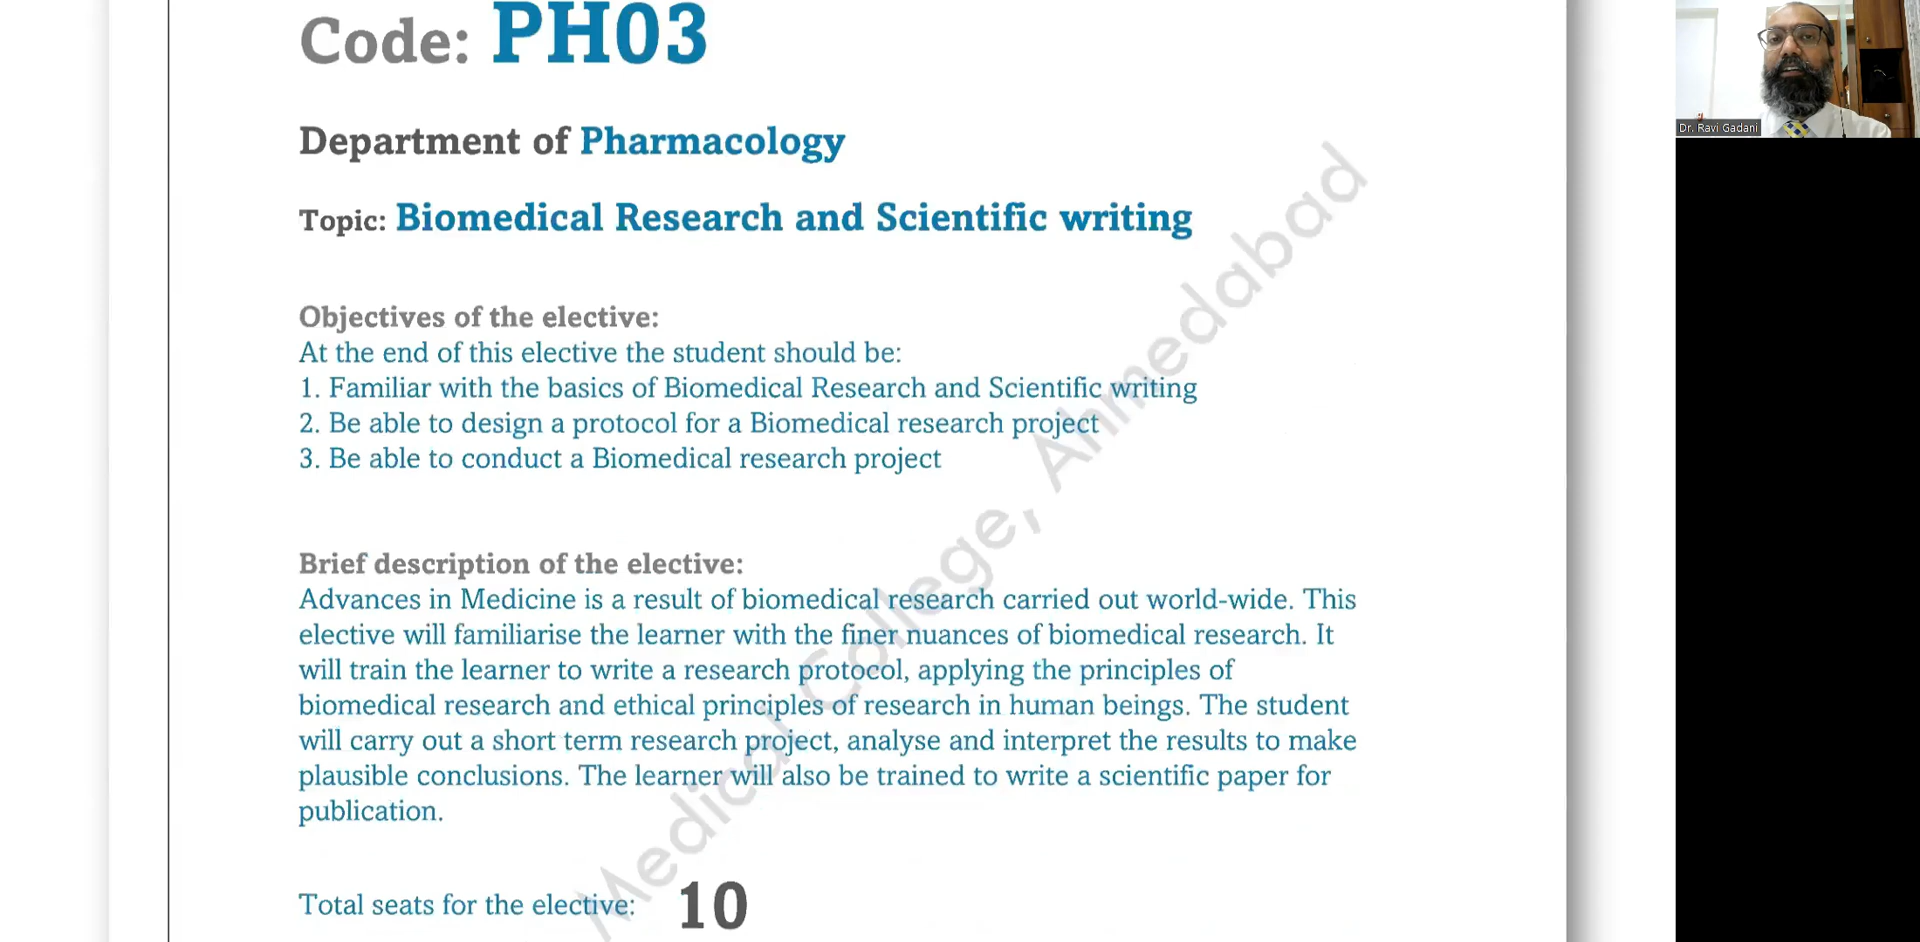 Code: PH03
Department of Pharmacology
Topic: Biomedical Research and Scientific writing
Objectives of the elective:
At the end of this elective the student should be:
1. Familiar with the basics of Biomedical Research and Scientific writing
2. Be able to design a protocol for a Biomedical research project
3. Be able to conduct a Biomedical research project
Brief description of the elective:
Advances in Medicine is a result of biomedical research carried out world-wide. This
elective will familiarise the learner with the finer nuances of biomedical research. It
will train the learner to write a research protocol, applying the principles of
biomedical research and ethical principles of research in human beings. The student
will carry out a short term research project, analyse and interpret the results to make
plausible conclusions. The learner will also be trained to write a scientific paper for
publication.
Total seats for the elective: 10
Medical College, Ahmedabad
Dr. Ravi Gadani